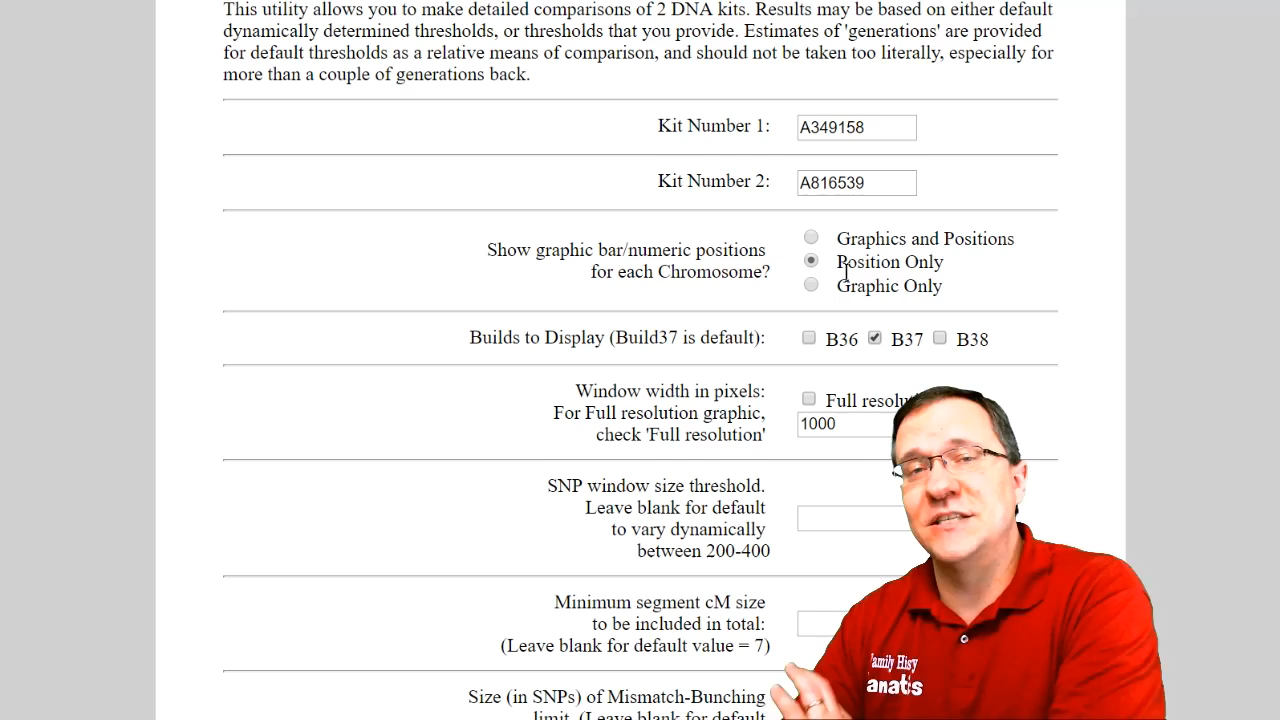 This utility allows you to make detailed comparisons of 2 DNA kits. Results may be based on either default
dynamically determined thresholds, or thresholds that you provide. Estimates of 'generations' are provided
for default thresholds as a relative means of comparison, and should not be taken too literally, especially for
more than a couple of generations back.
Kit Number 1: A349158
Kit Number 2: A816539
Show graphic bar/numeric positions
for each Chromosome?
Graphics and Positions
Position Only
Graphic Only
Builds to Display (Build37 is default): B36 B37 B38
Window width in pixels:
For Full resolution graphic,
check 'Full resolution'
Full
1000
SNP window size threshold.
Leave blank for default
to vary dynamically
between 200-400
Minimum segment cM size
to be included in total:
(Leave blank for default value = 7)
Size (in SNPs) of Mismatch-Bunching
limit. (Leave blank for default